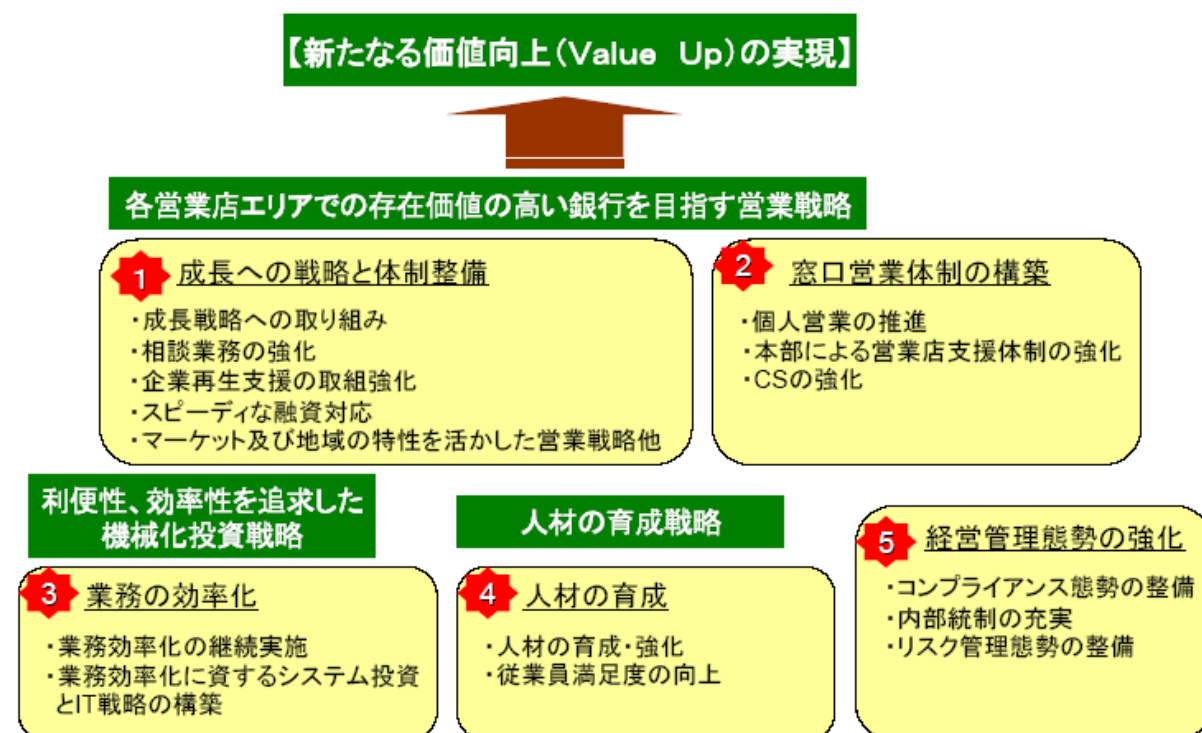 【新たなる価値向上(Value Up)の実現】
各営業店エリアでの存在価値の高い銀行を目指す営業戦略
1 成長への戦略と体制整備
・成長戦略への取り組み
・相談業務の強化
・企業再生支援の取組強化
・スピーディな融資対応
・マーケット及び地域の特性を活かした営業戦略他
2 窓口営業体制の構築
・個人営業の推進
・本部による営業店支援体制の強化
・CSの強化
利便性、効率性を追求した
機械化投資戦略
3 業務の効率化
・業務効率化の継続実施
・業務効率化に資するシステム投資
とIT戦略の構築
人材の育成戦略
4 人材の育成
・人材の育成・強化
・従業員満足度の向上
5 経営管理態勢の強化
・コンプライアンス態勢の整備
・内部統制の充実
・リスク管理態勢の整備